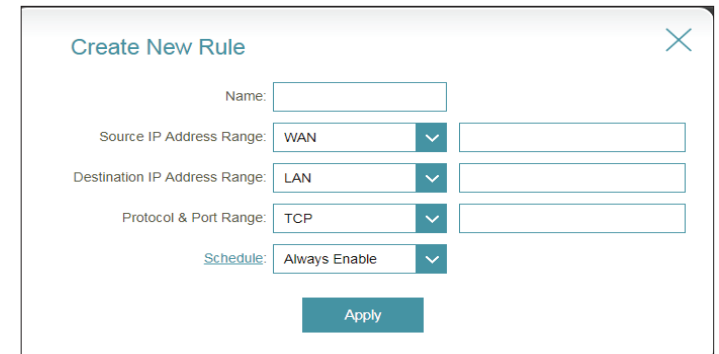 Create New Rule
Name:
Source IP Address Range: WAN
Destination IP Address Range: LAN
Protocol & Port Range: TCP
Schedule: Always Enable
Apply